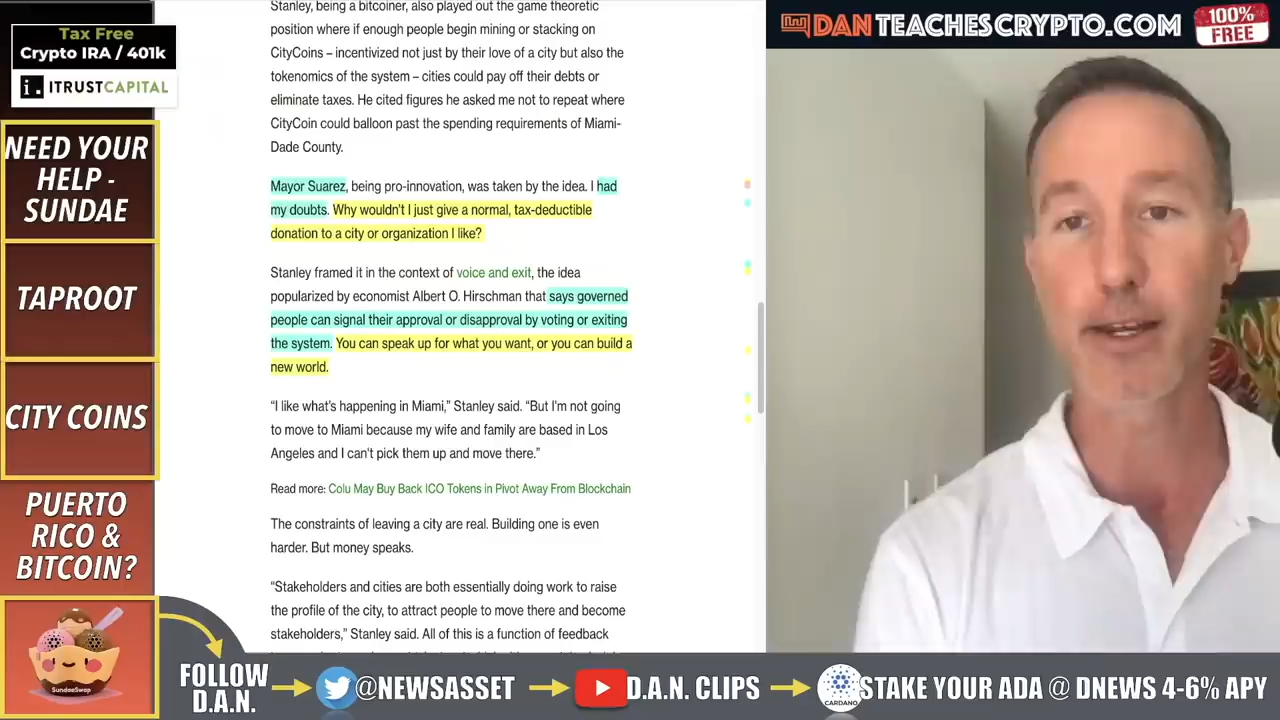 Tax Free
Crypto IRA / 401k
i. ITRUSTCAPITAL
NEED YOUR
HELP -
SUNDAE
TAPROOT
CITY COINS
PUERTO
RICO &
BITCOIN?
SundaeSwap
Stanley, being a bitcoiner, also played out the game theoretic
position where if enough people begin mining or stacking on
CityCoins – incentivized not just by their love of a city but also the
tokenomics of the system – cities could pay off their debts or
eliminate taxes. He cited figures he asked me not to repeat where
CityCoin could balloon past the spending requirements of Miami-
Dade County.
Mayor Suarez, being pro-innovation, was taken by the idea. I had
my doubts. Why wouldn't I just give a normal, tax-deductible
donation to a city or organization I like?
Stanley framed it in the context of voice and exit, the idea
popularized by economist Albert O. Hirschman that says governed
people can signal their approval or disapproval by voting or exiting
the system. You can speak up for what you want, or you can build a
new world.
“I like what's happening in Miami,” Stanley said. “But I'm not going
to move to Miami because my wife and family are based in Los
Angeles and I can't pick them up and move there.”
Read more: Colu May Buy Back ICO Tokens in Pivot Away From Blockchain
The constraints of leaving a city are real. Building one is even
harder. But money speaks.
“Stakeholders and cities are both essentially doing work to raise
the profile of the city, to attract people to move there and become
stakeholders,” Stanley said. All of this is a function of feedback
DAN TEACHESCRYPTO.COM
100%
FREE
FOLLOW
D.A.N.
@NEWSASSET
D.A.N. CLIPS
CARDANO
STAKE YOUR ADA @ DNEWS 4-6% APY